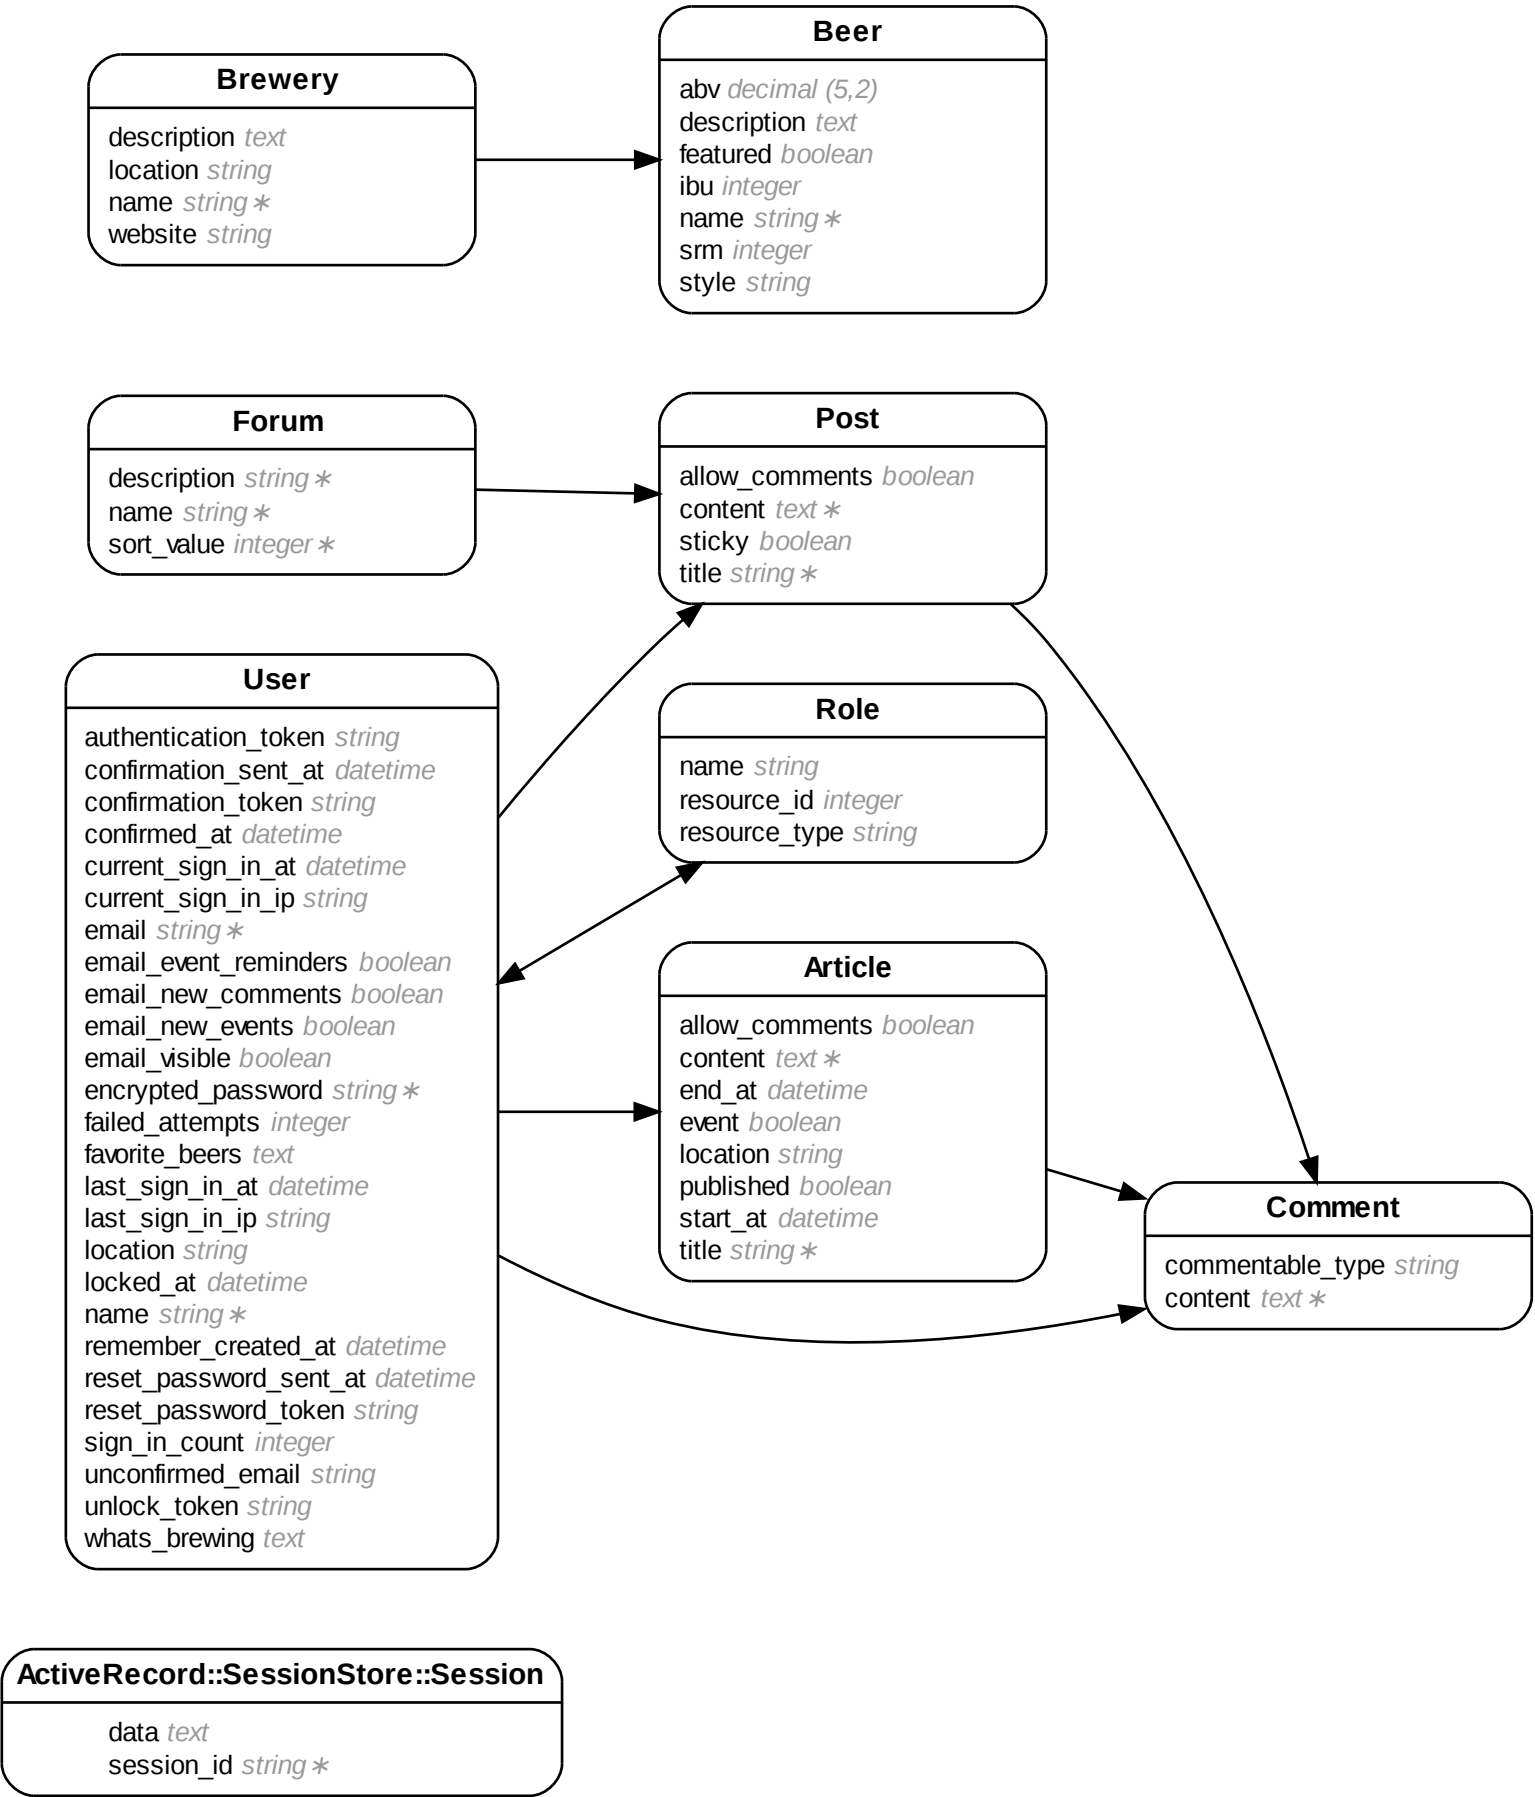 Beer
abv decimal (5,2)
description text
featured boolean
ibu integer
name string∗
srm integer
style string
Brewery
description text
location string
name string∗
website string
Forum
description string∗
name string∗
sort_value integer∗
Post
allow_comments boolean
content text∗
sticky boolean
title string∗
User
authentication_token string
confirmation_sent_at datetime
confirmation_token string
confirmed_at datetime
current_sign_in_at datetime
current_sign_in_ip string
email string∗
email_event_reminders boolean
email_new_comments boolean
email_new_events boolean
email_visible boolean
encrypted_password string∗
failed_attempts integer
favorite_beers text
last_sign_in_at datetime
last_sign_in_ip string
location string
locked_at datetime
name string∗
remember_created_at datetime
reset_password_sent_at datetime
reset_password_token string
sign_in_count integer
unconfirmed_email string
unlock_token string
whats_brewing text
Role
name string
resource_id integer
resource_type string
Article
allow_comments boolean
content text∗
end_at datetime
event boolean
location string
published boolean
start_at datetime
title string∗
Comment
commentable_type string
content text∗
ActiveRecord::SessionStore::Session
data text
session_id string∗